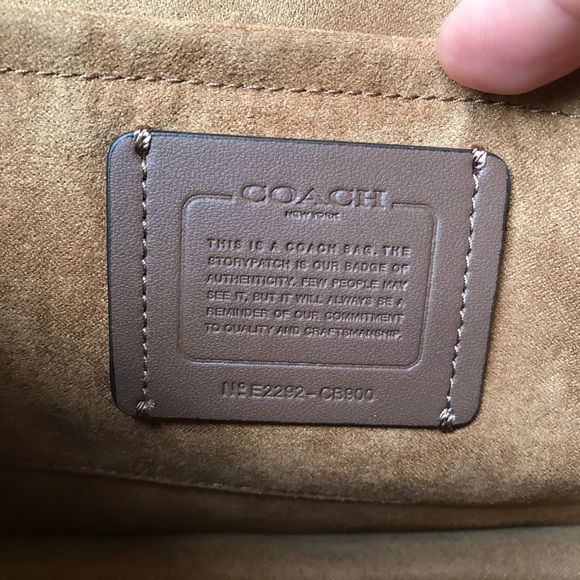 COACH
NEW YORK
THIS IS A COACH BAG. THE
STORYPATCH IS OUR BADGE OF
AUTHENTICITY. FEW PEOPLE MAY
SEE IT, BUT IT WILL ALWAYS BE A
REMINDER OF OUR COMMITMENT
TO QUALITY AND CRAFTSMANSHIP.
Nº E2292-CB900